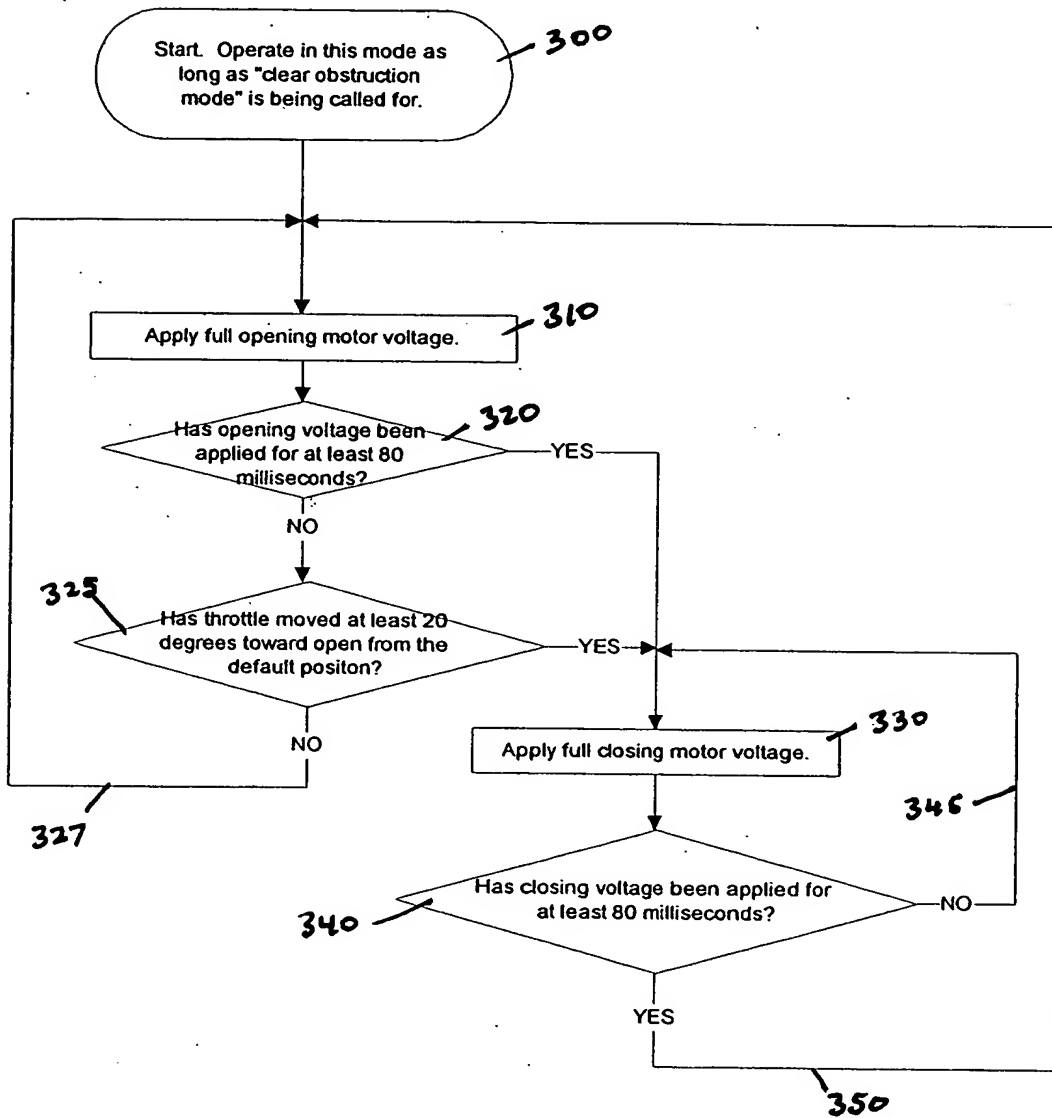 300
Start. Operate in this mode as
long as "clear obstruction
mode" is being called for.
310
Apply full opening motor voltage.
320
Has opening voltage been
applied for at least 80
milliseconds?
YES
NO
325
Has throttle moved at least 20
degrees toward open from the
default positon?
YES
NO
327
330
Apply full closing motor voltage.
346
Has closing voltage been applied for
at least 80 milliseconds?
NO
340
YES
350